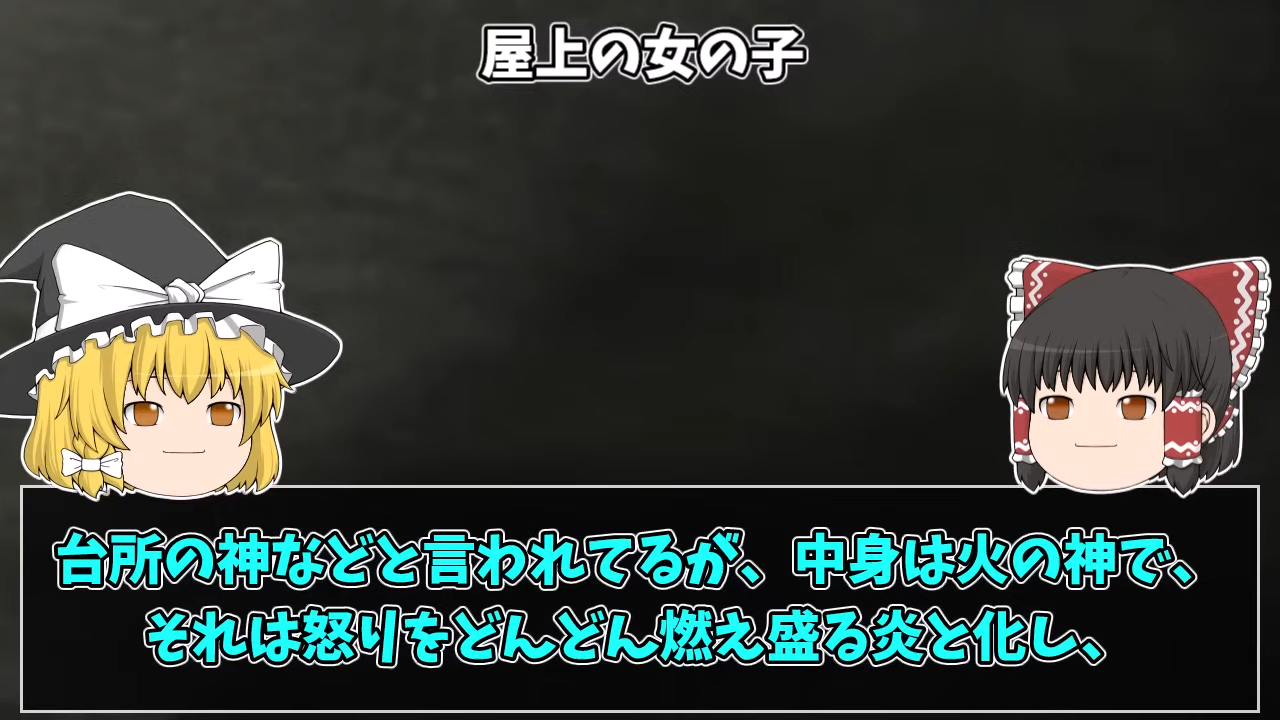 屋上の女の子
台所の神などと言われてるが、中身は火の神で、
それは怒りをどんどん燃え盛る炎と化し、